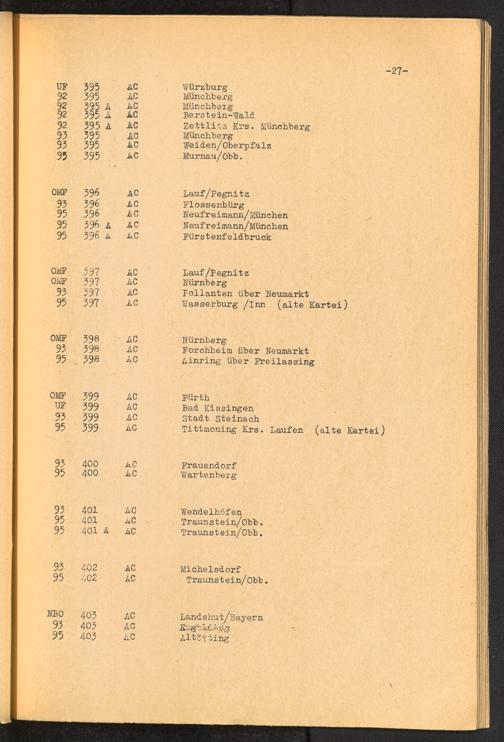 -27-
UF 395 AC Würzburg
92 395 AC Münchberg
92 395 A AC Münchberg
92 395 A AC Berstein-Wald
92 395 A AC Zettlitz Krs. Münchberg
93 395 AC Münchberg
93 395 AC Weiden/Oberpfalz
95 395 AC Murnau/Obb.
OMF 396 AC Lauf/Pegnitz
93 396 AC Flossenbürg
95 396 AC Neufreimann/München
95 396 A AC Neufreimann/München
95 396 A AC Fürstenfeldbruck
OMF 397 AC Lauf/Pegnitz
OMF 397 AC Nürnberg
93 397 AC Pollanten über Neumarkt
95 397 AC Wasserburg /Inn (alte Kartei)
OMF 398 AC Nürnberg
93 398 AC Forchheim über Neumarkt
95 398 AC Ainring über Freilassing
OMF 399 AC Fürth
UF 399 AC Bad Kissingen
93 399 AC Stadt Steinach
95 399 AC Tittmoning Krs. Laufen (alte Kartei)
93 400 AC Frauendorf
95 400 AC Wartenberg
93 401 AC Wendelhöfen
95 401 AC Traunstein/Obb.
95 401 A AC Traunstein/Obb.
93 402 AC Michelsdorf
95 402 AC Traunstein/Obb.
NBO 403 AC Landshut/Bayern
93 403 AC
95 403 AC Altötting